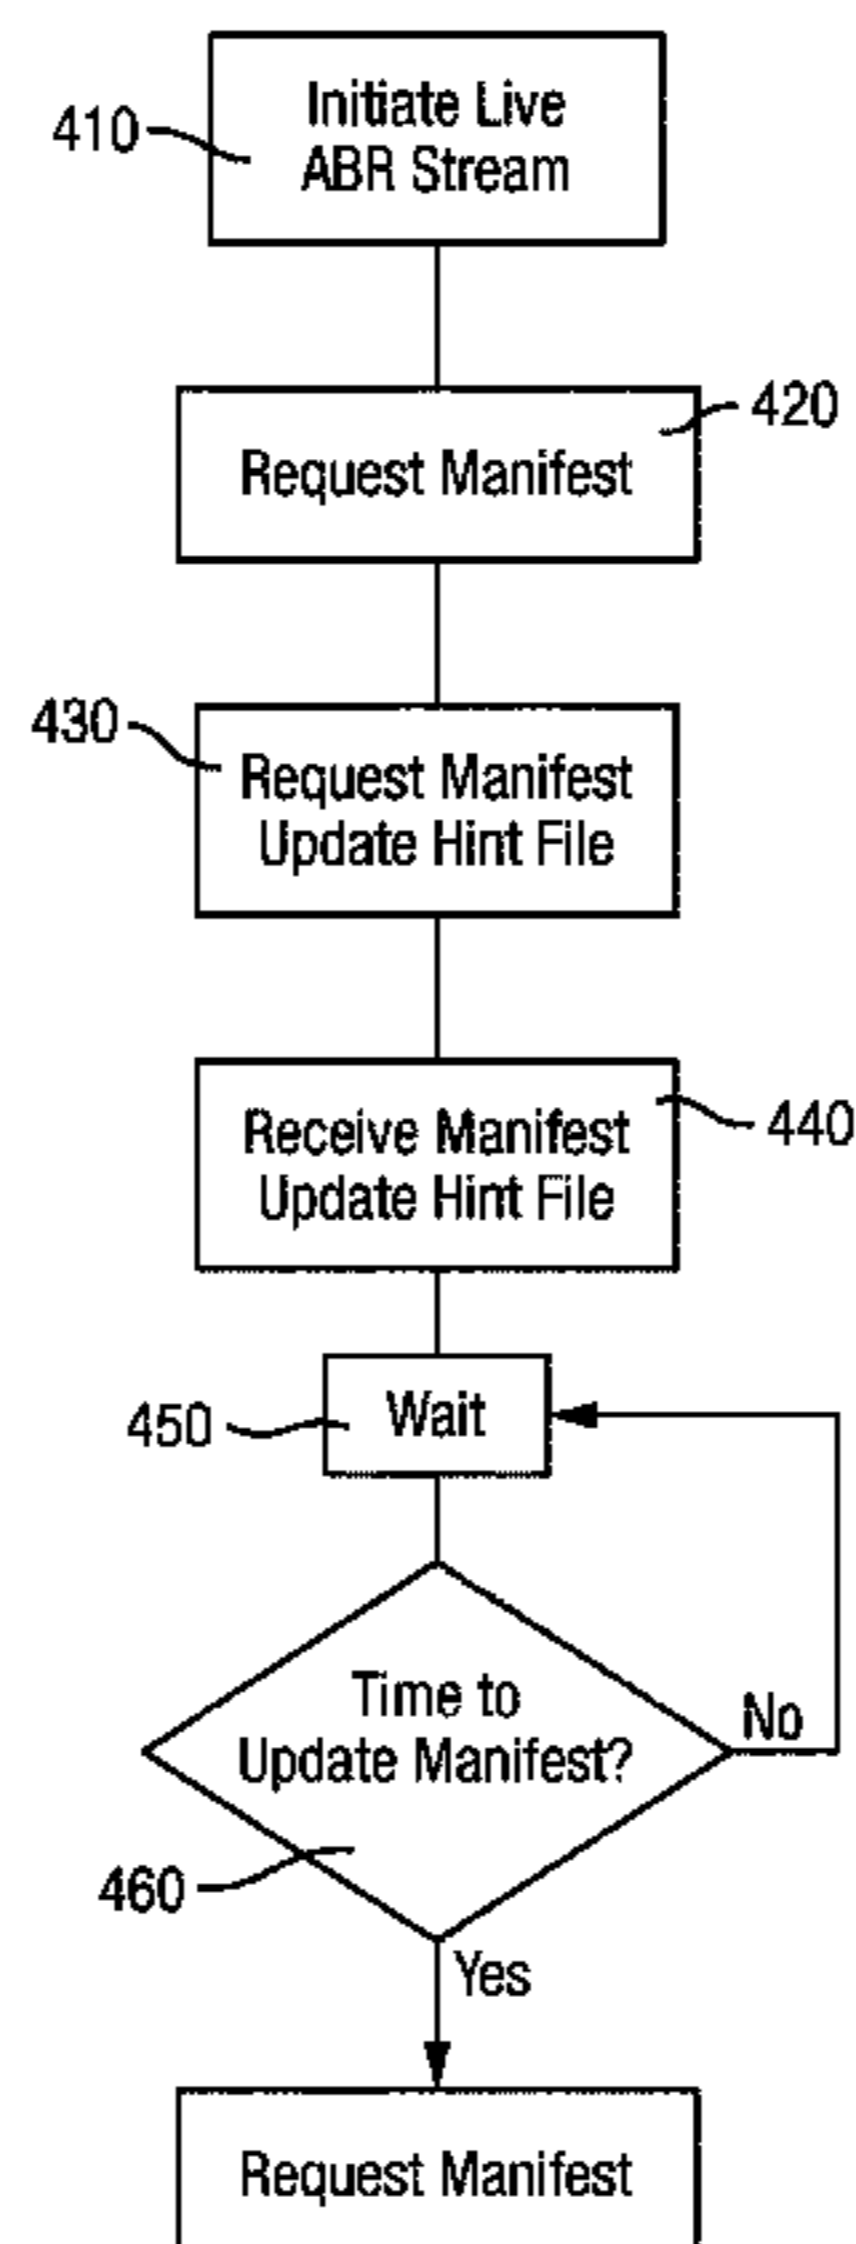 Initiate Live
410
ABR Stream
420
Request Manifest
430
Request Manifest
Update Hint File
440
Receive Manifest
Update Hint File
450
Wait
Time to
No
Update Manifest?
460
Yes
Request Manifest